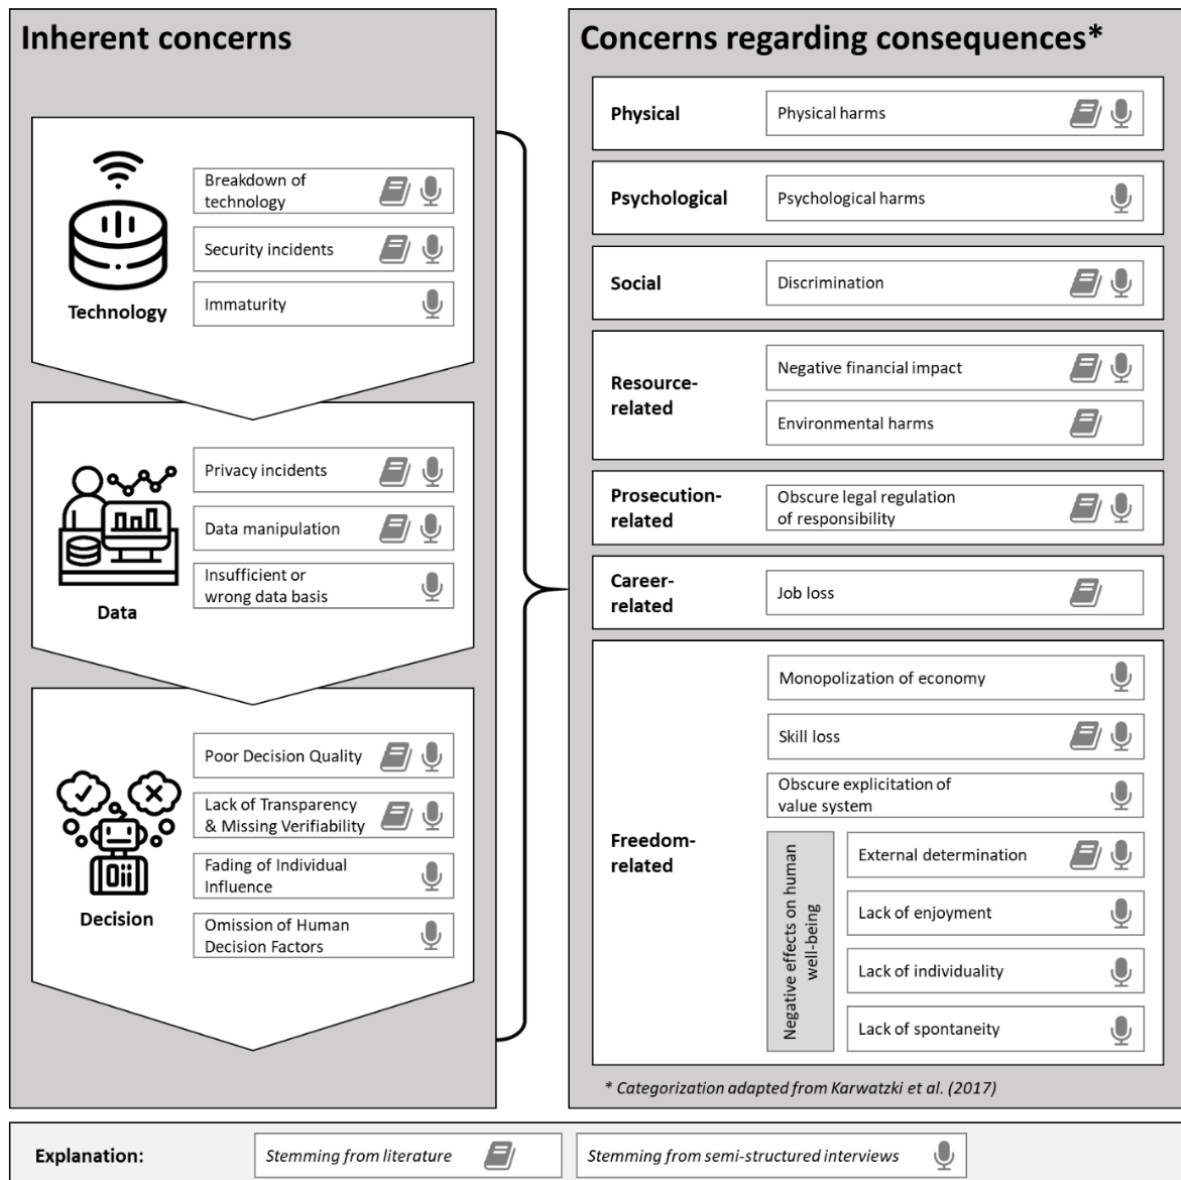 Inherent concerns
Breakdown of
technology
Security incidents
Immaturity
Technology
Privacy incidents
Data manipulation
Insufficient or
wrong data basis
Data
Poor Decision Quality
Lack of Transparency
& Missing Verifiability
Fading of Individual
Influence
Omission of Human
Decision Factors
Decision
Concerns regarding consequences*
Physical
Physical harms
Psychological
Psychological harms
Social
Discrimination
Resource-
related
Negative financial impact
Environmental harms
Prosecution-
related
Obscure legal regulation
of responsibility
Career-
related
Job loss
Freedom-
related
Monopolization of economy
Skill loss
Obscure explicitation of
value system
Negative effects on human
well-being
External determination
Lack of enjoyment
Lack of individuality
Lack of spontaneity
* Categorization adapted from Karwatzki et al. (2017)
Explanation:
Stemming from literature
Stemming from semi-structured interviews